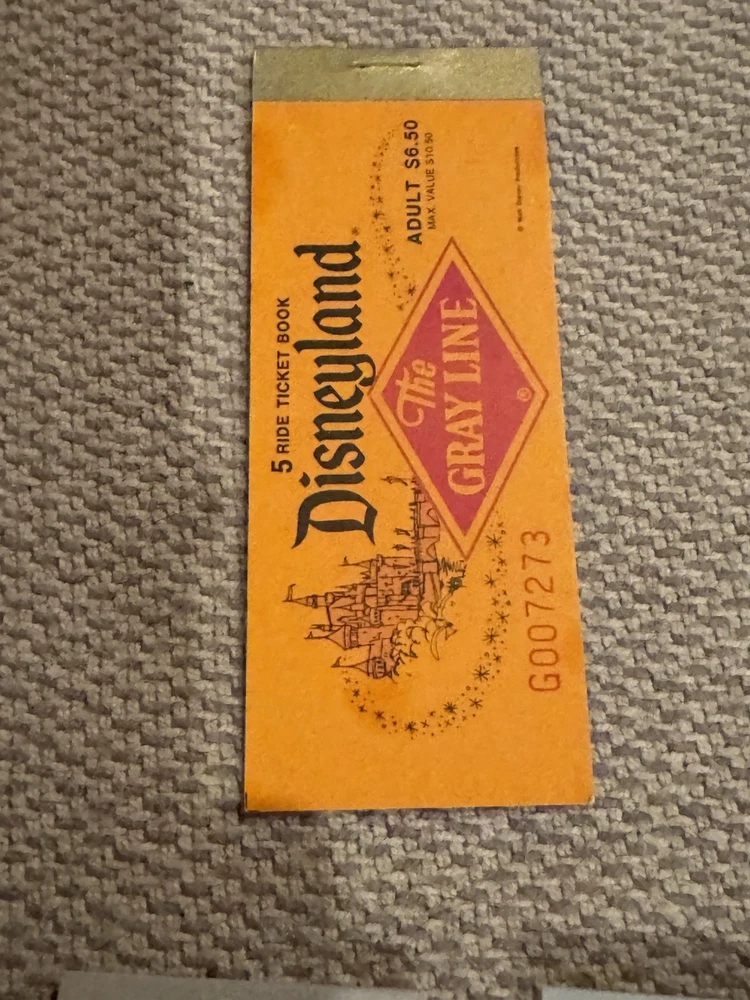 5 RIDE TICKET BOOK
Disneyland®
ADULT $6.50
MAX. VALUE $10.50
The
GRAY LINE
®
© Walt Disney Productions
G007273